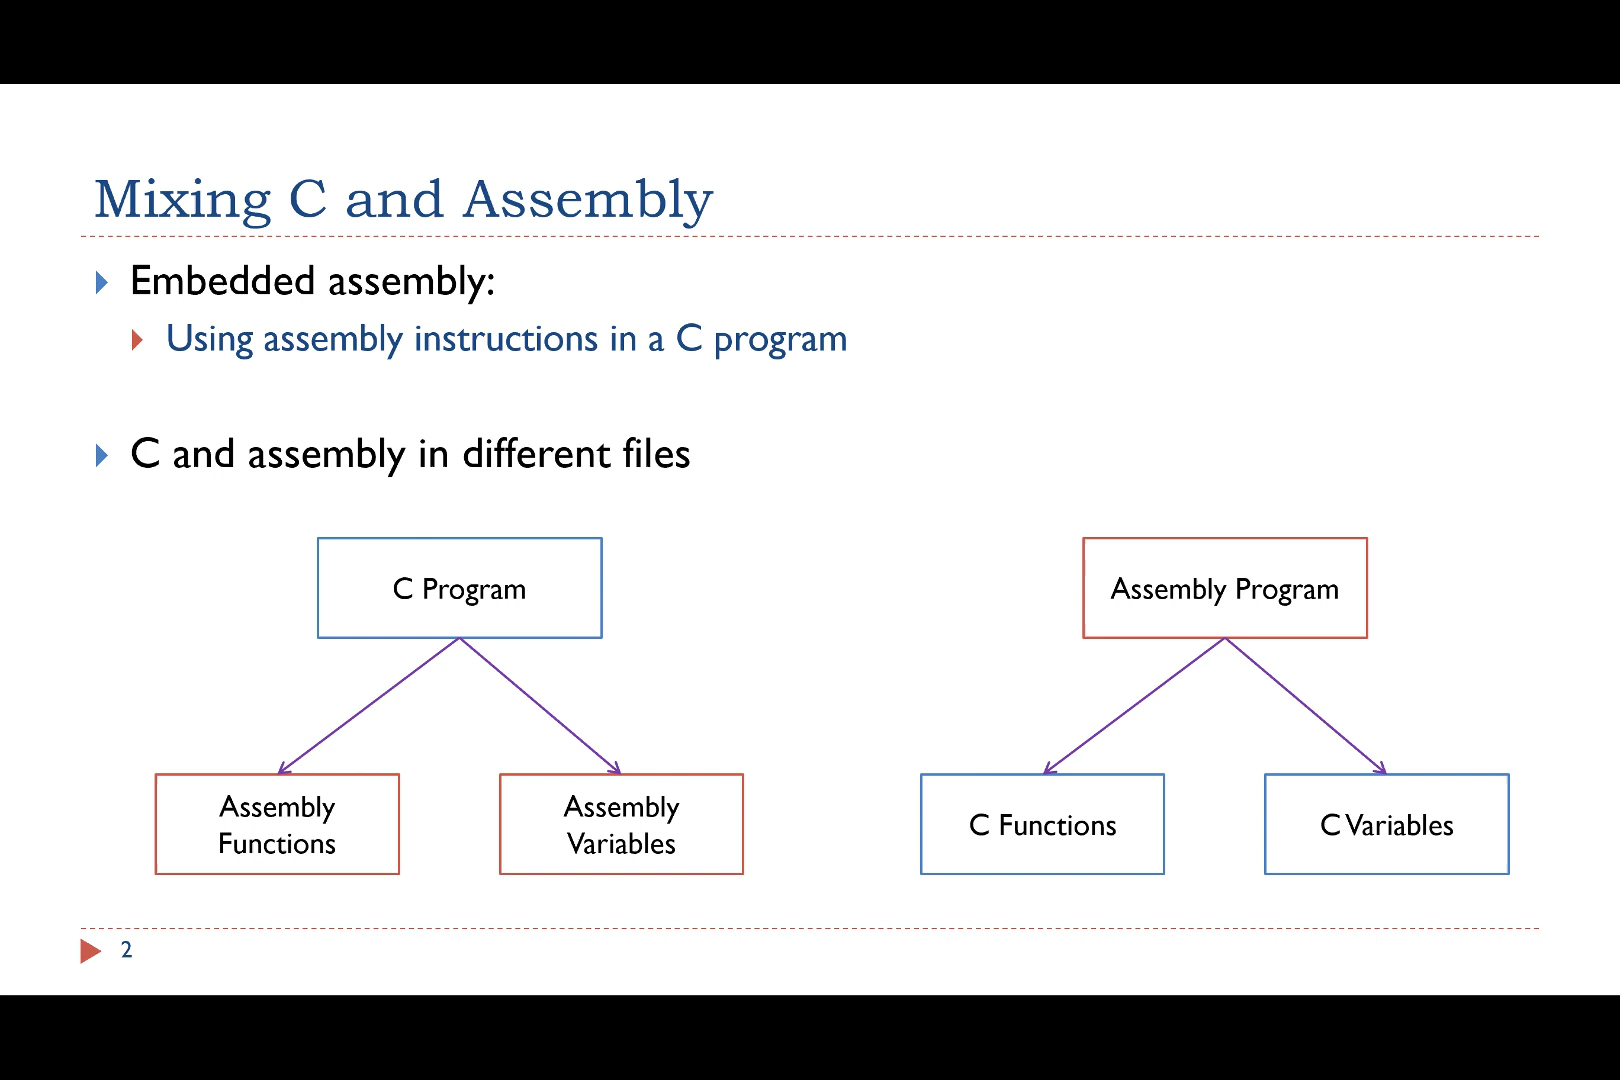 Mixing C and Assembly
Embedded assembly:
Using assembly instructions in a C program
C and assembly in different files
C Program
Assembly Program
Assembly
Functions
Assembly
Variables
C Functions
C Variables
2